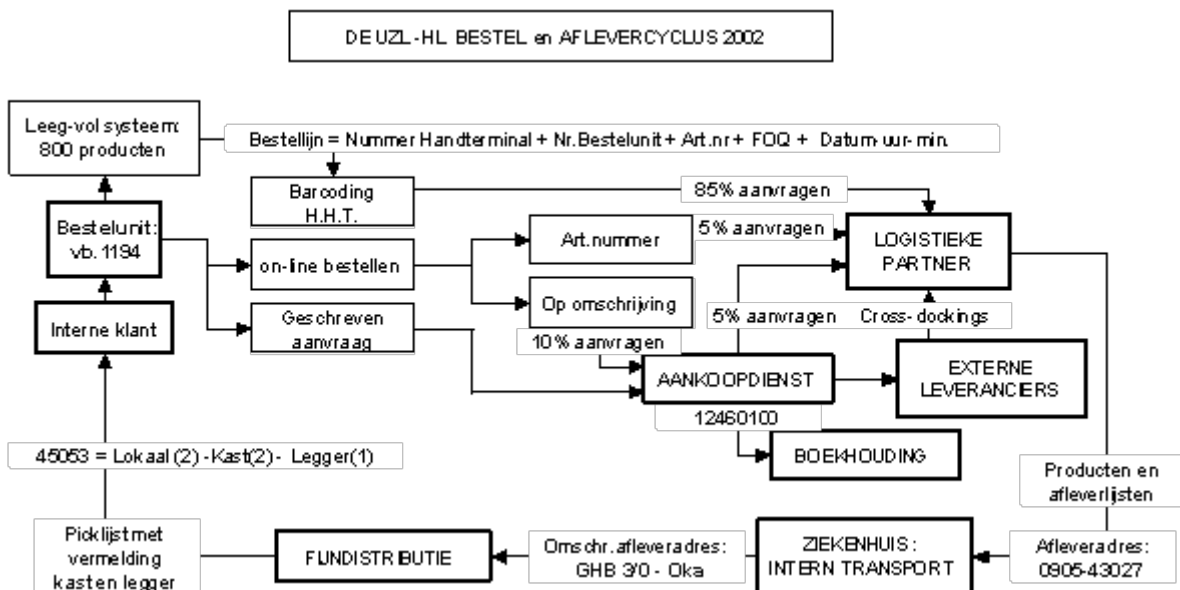 DE UZL-HL BESTEL en AFLEVERCYCLUS 2002
Leeg-vol systeem:
800 producten
Bestellijn = Nummer Handterminal + Nr.Bestelunit + Art.nr + FOQ + Datum-uur-min.
Barcoding
H.H.T.
85% aanvragen
Bestelunit:
vb. 1194
Art.nummer
5% aanvragen
LOGISTIEKE
PARTNER
on-line bestellen
Op omschrijving
Interne klant
Geschreven
aanvraag
5% aanvragen
Cross-dockings
10% aanvragen
AANKOOPDIENST
EXTERNE
LEVERANCIERS
12460100
45053 = Lokaal (2) -Kast(2) - Legger(1)
BOEKHOUDING
Producten en
afleverlijsten
Picklijst met
vermelding
kast en legger
FIJNDISTRIBUTIE
Omschr.afleveradres:
GHB 3/0 - Oka
ZIEKENHUIS:
INTERN TRANSPORT
Afleveradres:
0905-43027